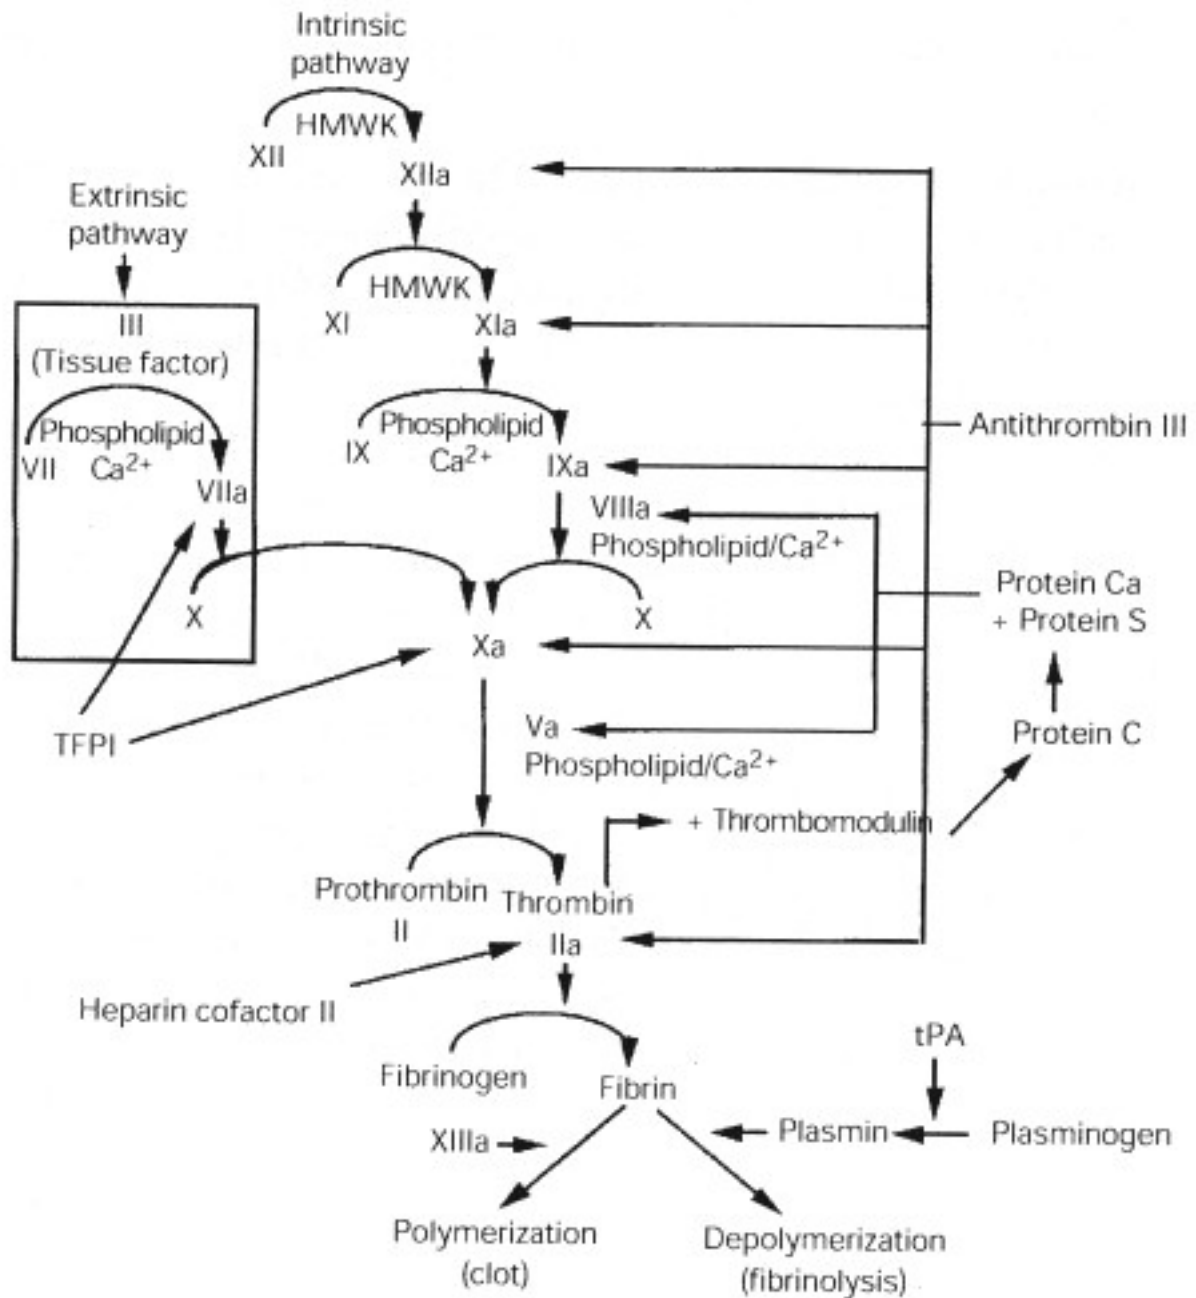 Intrinsic
pathway
HMWK
XII
XIIa
Extrinsic
pathway
HMWK
XI
XIa
III
(Tissue factor)
Phospholipid
Ca²⁺
VII
VIIa
Phospholipid
Ca²⁺
IX
IXa
Antithrombin III
VIIIa
Phospholipid/Ca²⁺
X
X
Xa
Protein Ca
+ Protein S
TFPI
Va
Phospholipid/Ca²⁺
Protein C
+ Thrombomodulin
Prothrombin
II
Thrombin
IIa
Heparin cofactor II
Fibrinogen
Fibrin
tPA
XIIIa
Plasmin
Plasminogen
Polymerization
(clot)
Depolymerization
(fibrinolysis)